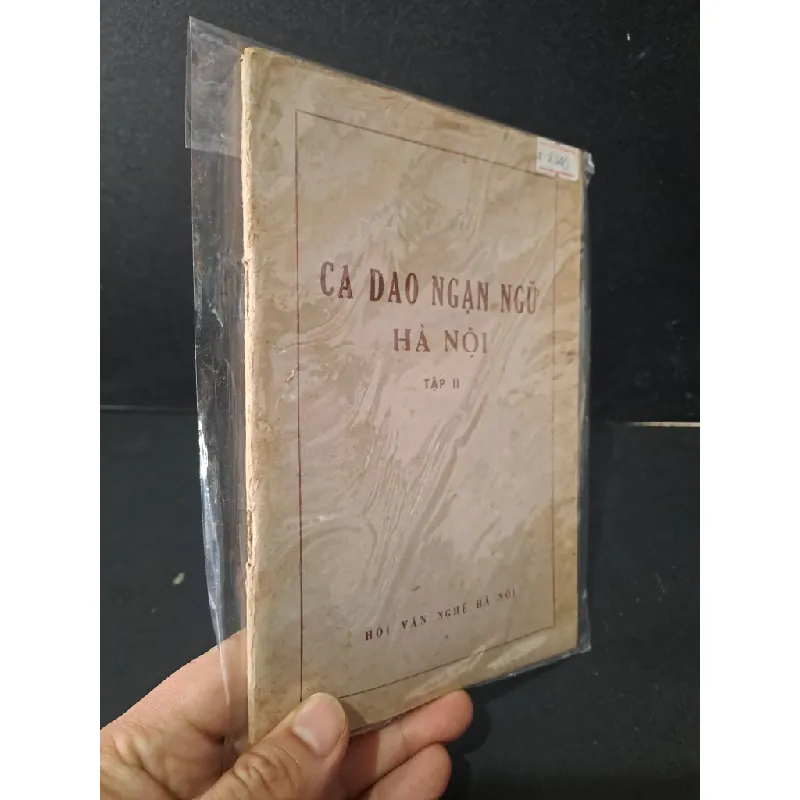 CA DAO NGẠN NGỮ
HÀ NỘI
TẬP II
HỘI VĂN NGHỆ HÀ NỘI